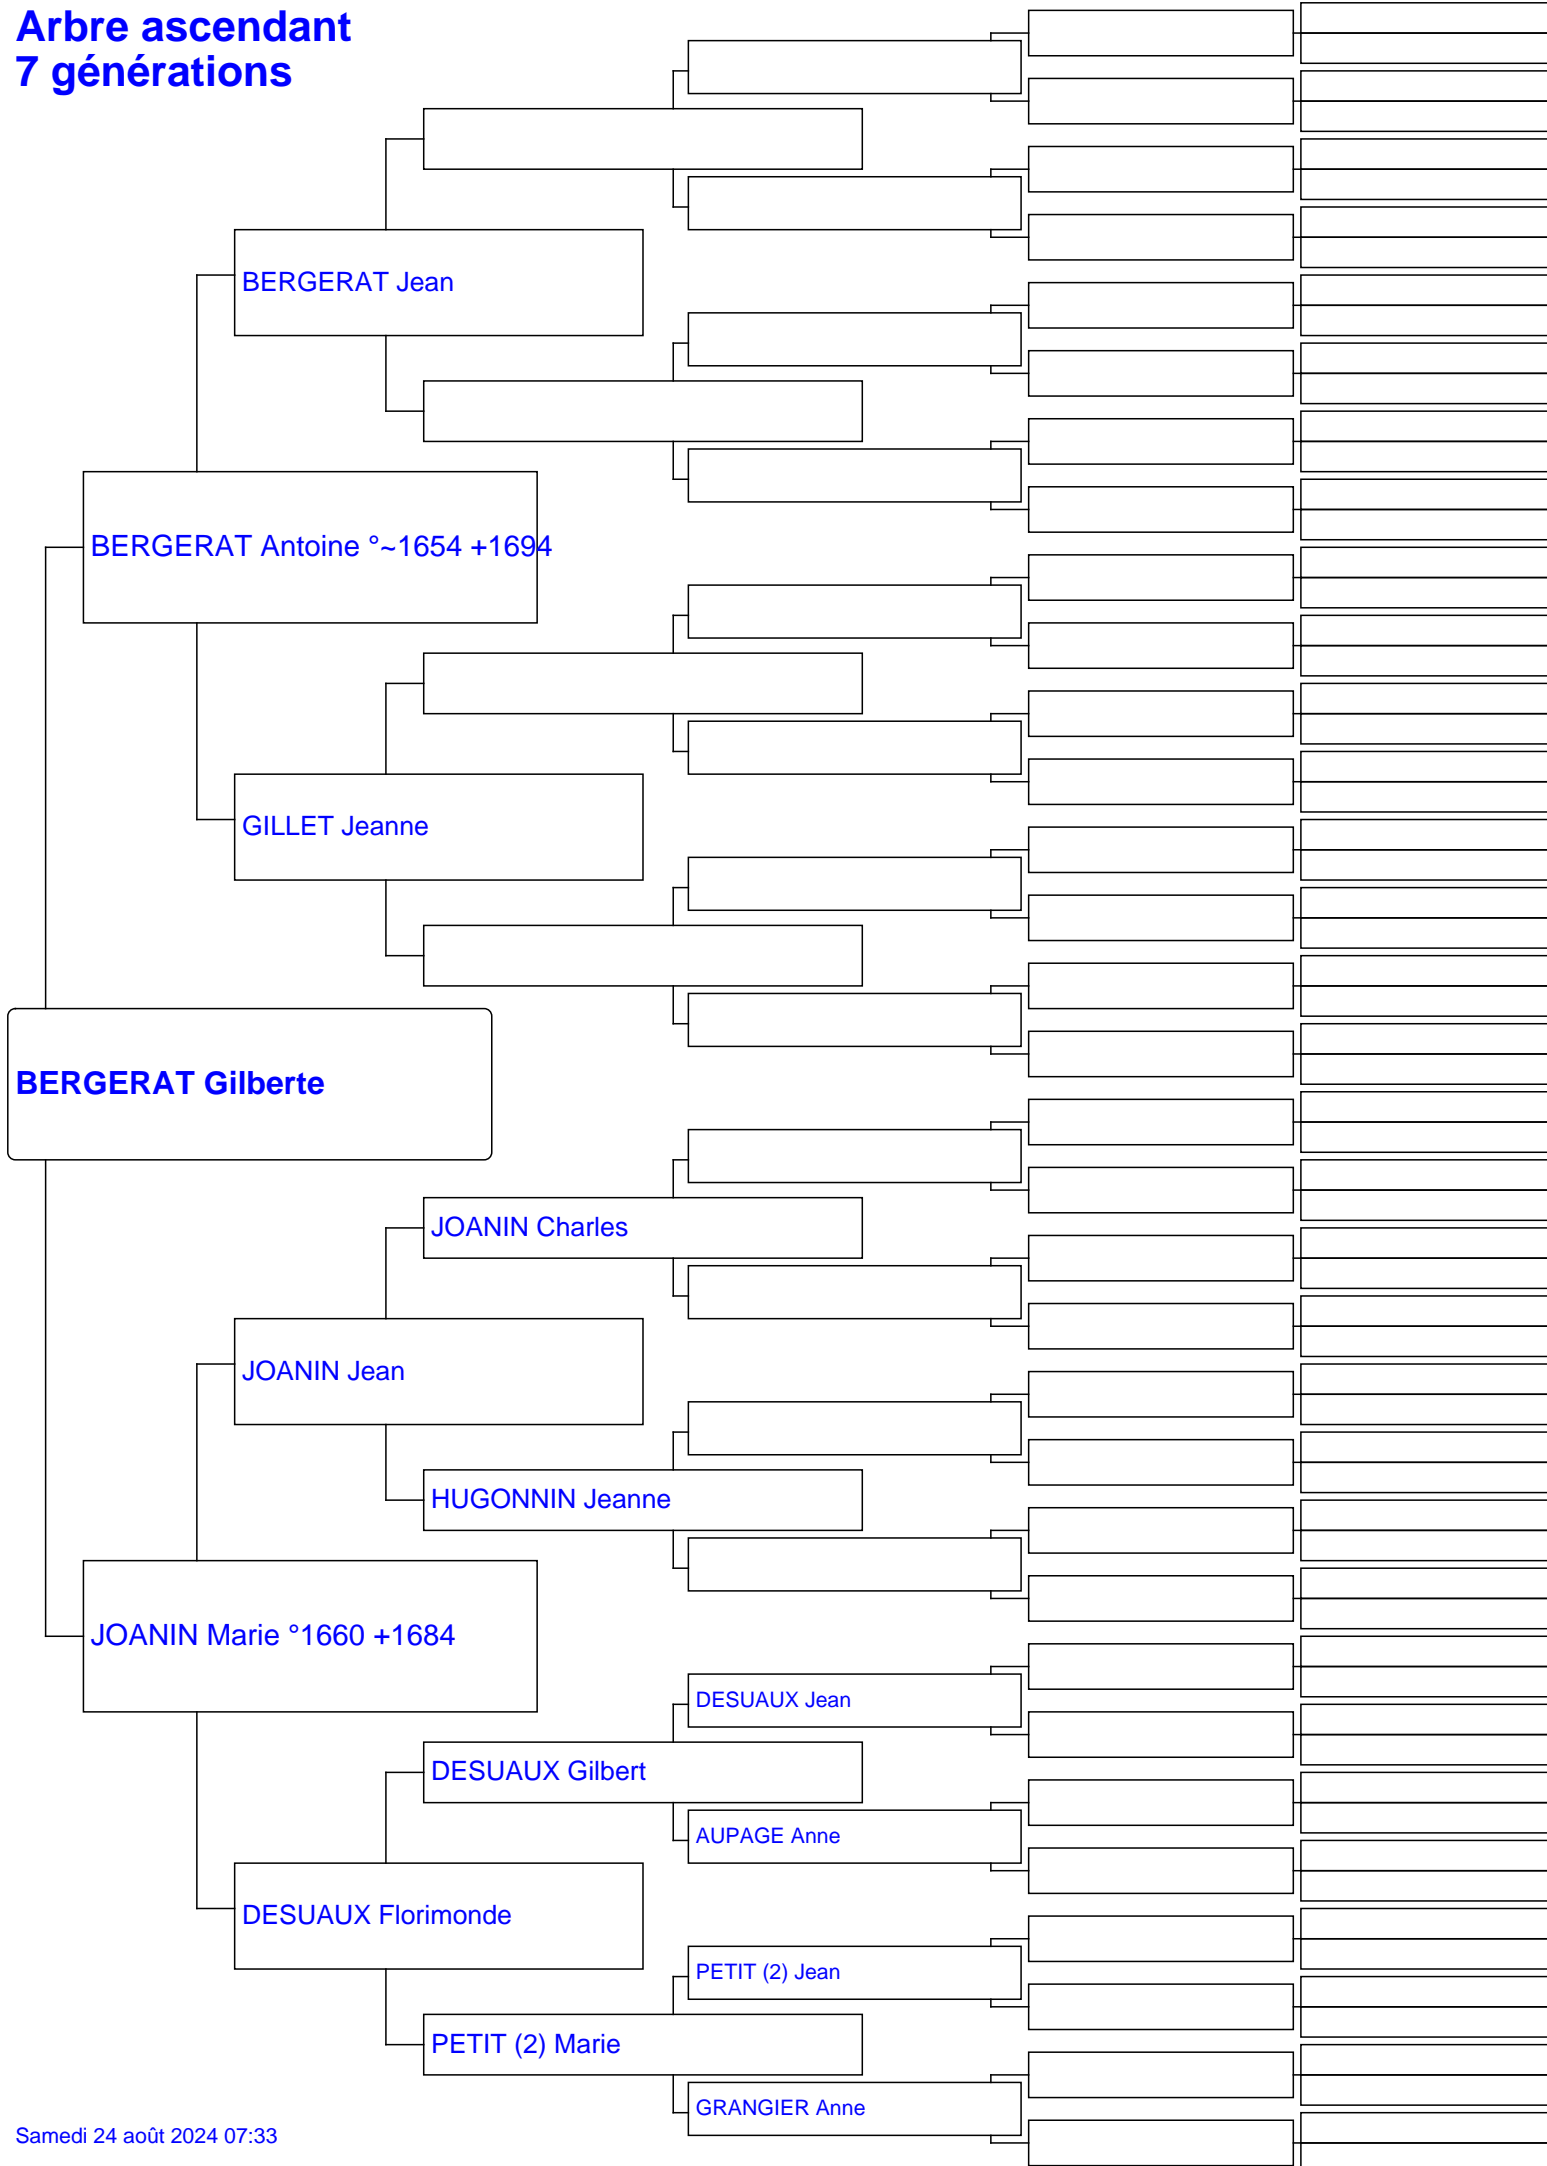 Arbre ascendant
7 générations
BERGERAT Jean
BERGERAT Antoine °~1654 +1694
GILLET Jeanne
BERGERAT Gilberte
JOANIN Charles
JOANIN Jean
HUGONNIN Jeanne
JOANIN Marie °1660 +1684
DESUAUX Jean
DESUAUX Gilbert
AUPAGE Anne
DESUAUX Florimonde
PETIT (2) Jean
PETIT (2) Marie
GRANGIER Anne
Samedi 24 août 2024 07:33